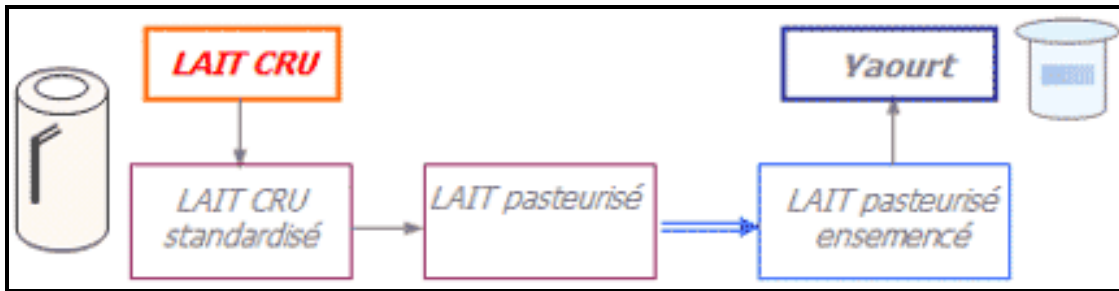 LAIT CRU
Yaourt
LAIT CRU
standardisé
LAIT pasteurisé
LAIT pasteurisé
ensemencé